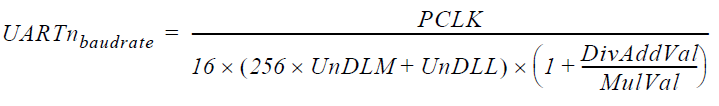 UARTn_baudrate = PCLK / (16 × (256 × UnDLM + UnDLL) × (1 + DivAddVal / MulVal))